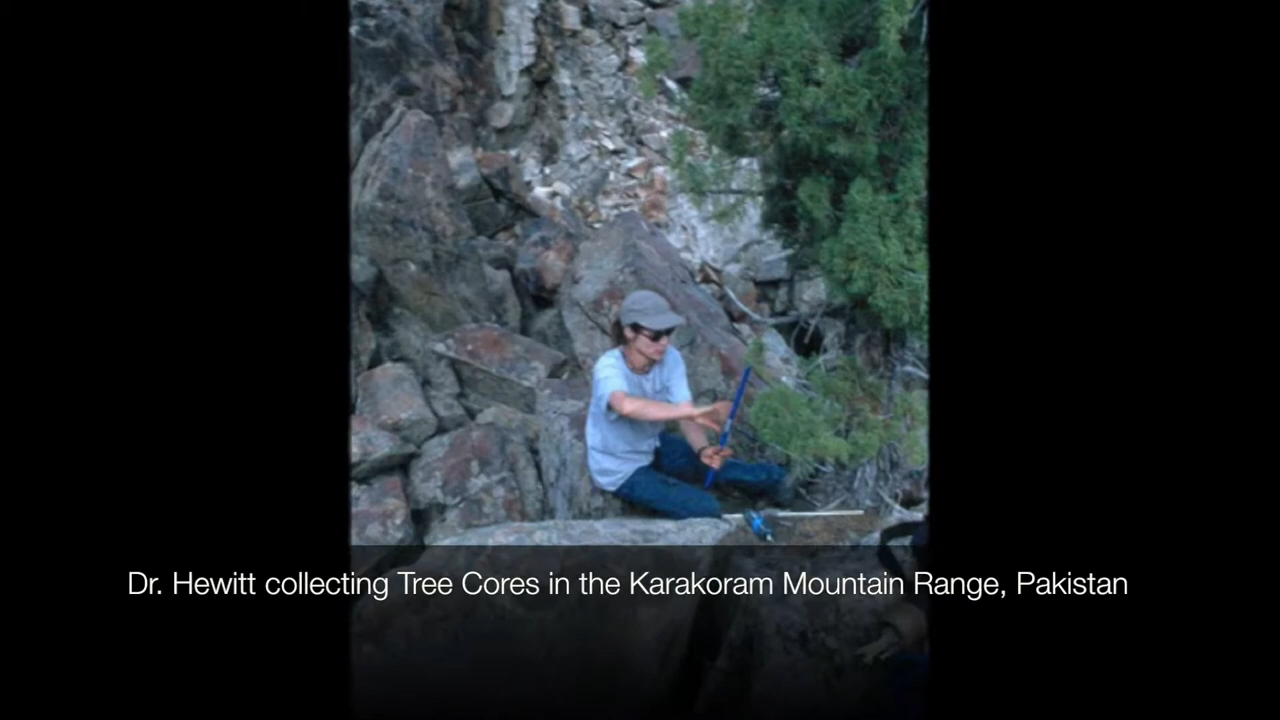 Dr. Hewitt collecting Tree Cores in the Karakoram Mountain Range, Pakistan